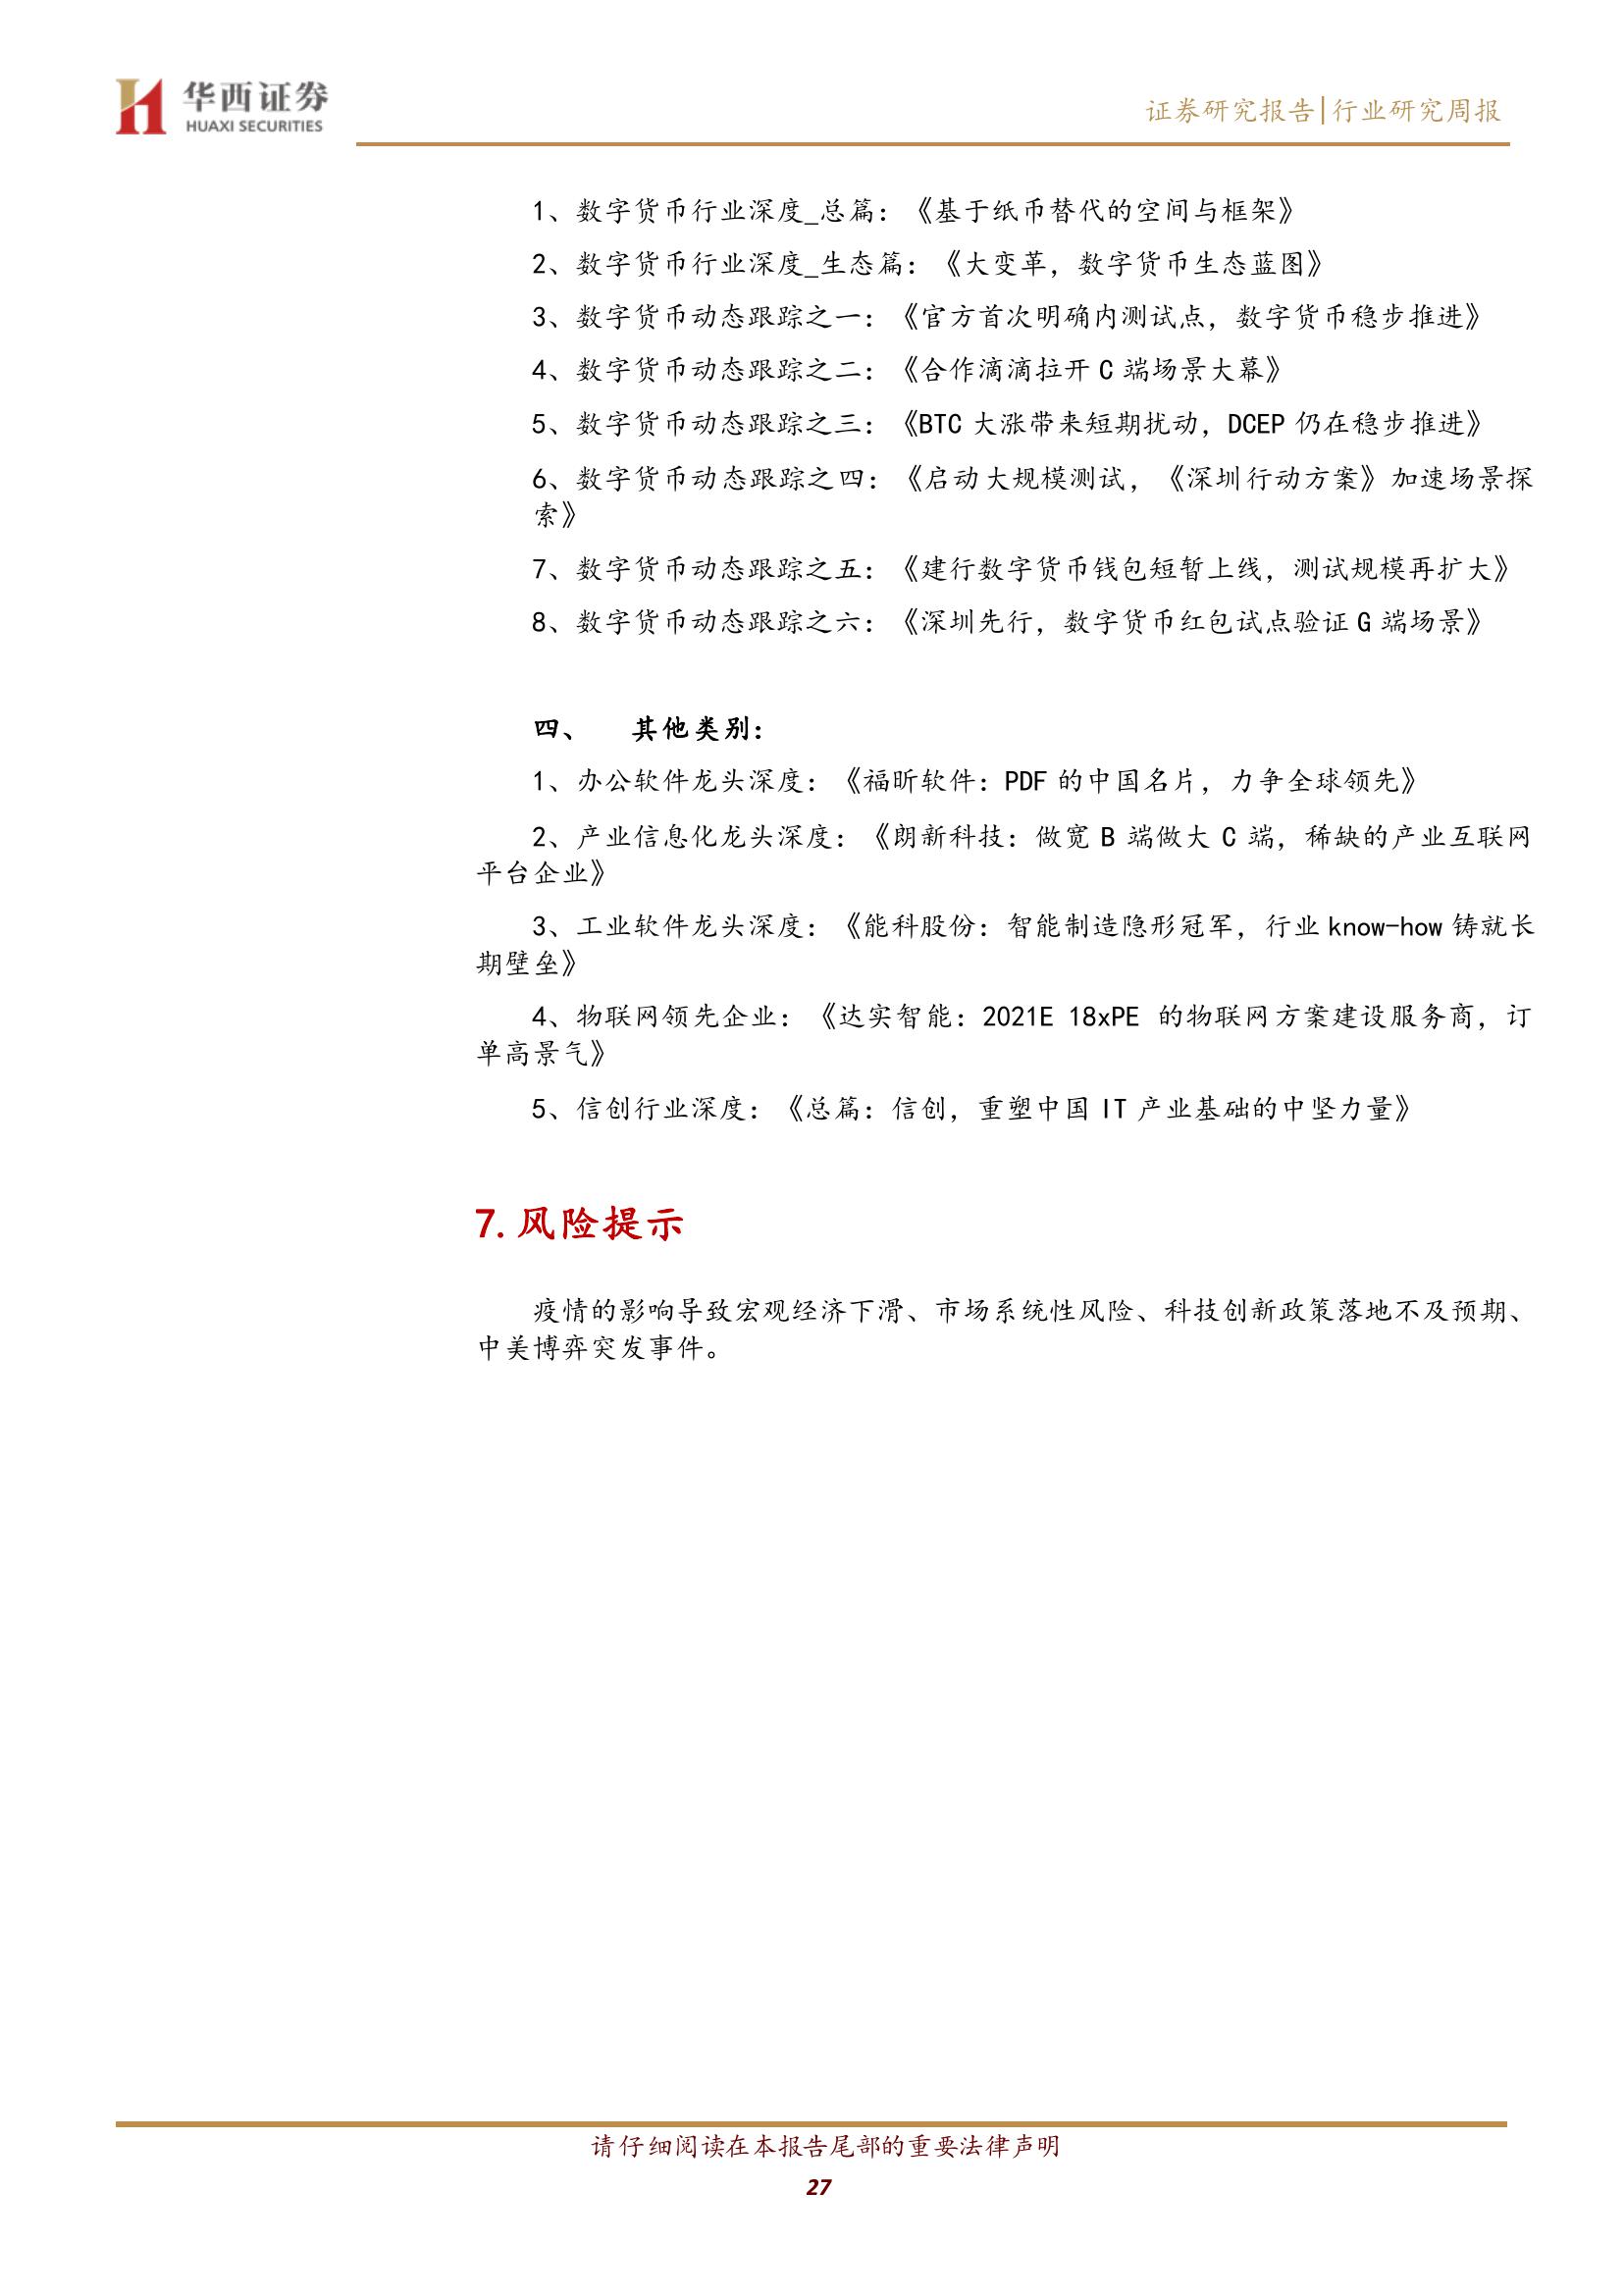 华西证券
HUAXI SECURITIES
证券研究报告|行业研究周报
1、数字货币行业深度_总篇：《基于纸币替代的空间与框架》
2、数字货币行业深度_生态篇：《大变革，数字货币生态蓝图》
3、数字货币动态跟踪之一：《官方首次明确内测试点，数字货币稳步推进》
4、数字货币动态跟踪之二：《合作滴滴拉开 C 端场景大幕》
5、数字货币动态跟踪之三：《BTC 大涨带来短期扰动，DCEP 仍在稳步推进》
6、数字货币动态跟踪之四：《启动大规模测试，《深圳行动方案》加速场景探
索》
7、数字货币动态跟踪之五：《建行数字货币钱包短暂上线，测试规模再扩大》
8、数字货币动态跟踪之六：《深圳先行，数字货币红包试点验证 G 端场景》
四、 其他类别：
1、办公软件龙头深度：《福昕软件：PDF 的中国名片，力争全球领先》
2、产业信息化龙头深度：《朗新科技：做宽 B 端做大 C 端，稀缺的产业互联网
平台企业》
3、工业软件龙头深度：《能科股份：智能制造隐形冠军，行业 know-how 铸就长
期壁垒》
4、物联网领先企业：《达实智能：2021E 18xPE 的物联网方案建设服务商，订
单高景气》
5、信创行业深度：《总篇：信创，重塑中国 IT 产业基础的中坚力量》
7.风险提示
疫情的影响导致宏观经济下滑、市场系统性风险、科技创新政策落地不及预期、
中美博弈突发事件。
请仔细阅读在本报告尾部的重要法律声明
27